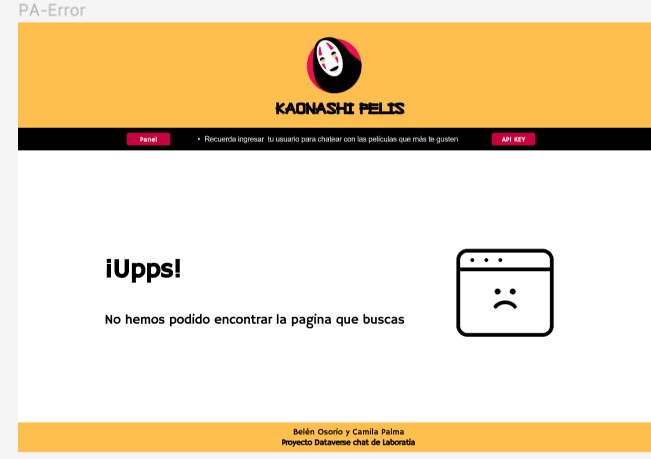 PA-Error
KAONASHI PELIS
Panel
• Recuerda ingresar tu usuario para chatear con las películas que más te gusten
API KEY
¡Upps!
No hemos podido encontrar la pagina que buscas
Belén Osorio y Camila Palma
Proyecto Dataverse chat de Laboratia